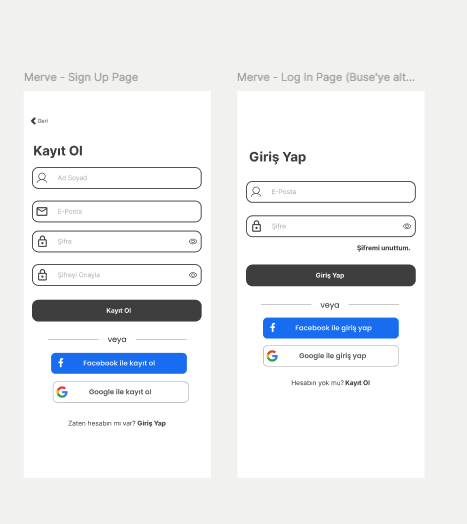 Merve - Sign Up Page
Geri
Kayıt Ol
Ad Soyad
E-Posta
Şifre
Şifreyi Onayla
Kayıt Ol
veya
Facebook ile kayıt ol
Google ile kayıt ol
Zaten hesabın mı var? Giriş Yap
Merve - Log In Page (Buse'ye alt...
Giriş Yap
E-Posta
Şifre
Şifremi unuttum.
Giriş Yap
veya
Facebook ile giriş yap
Google ile giriş yap
Hesabın yok mu? Kayıt Ol